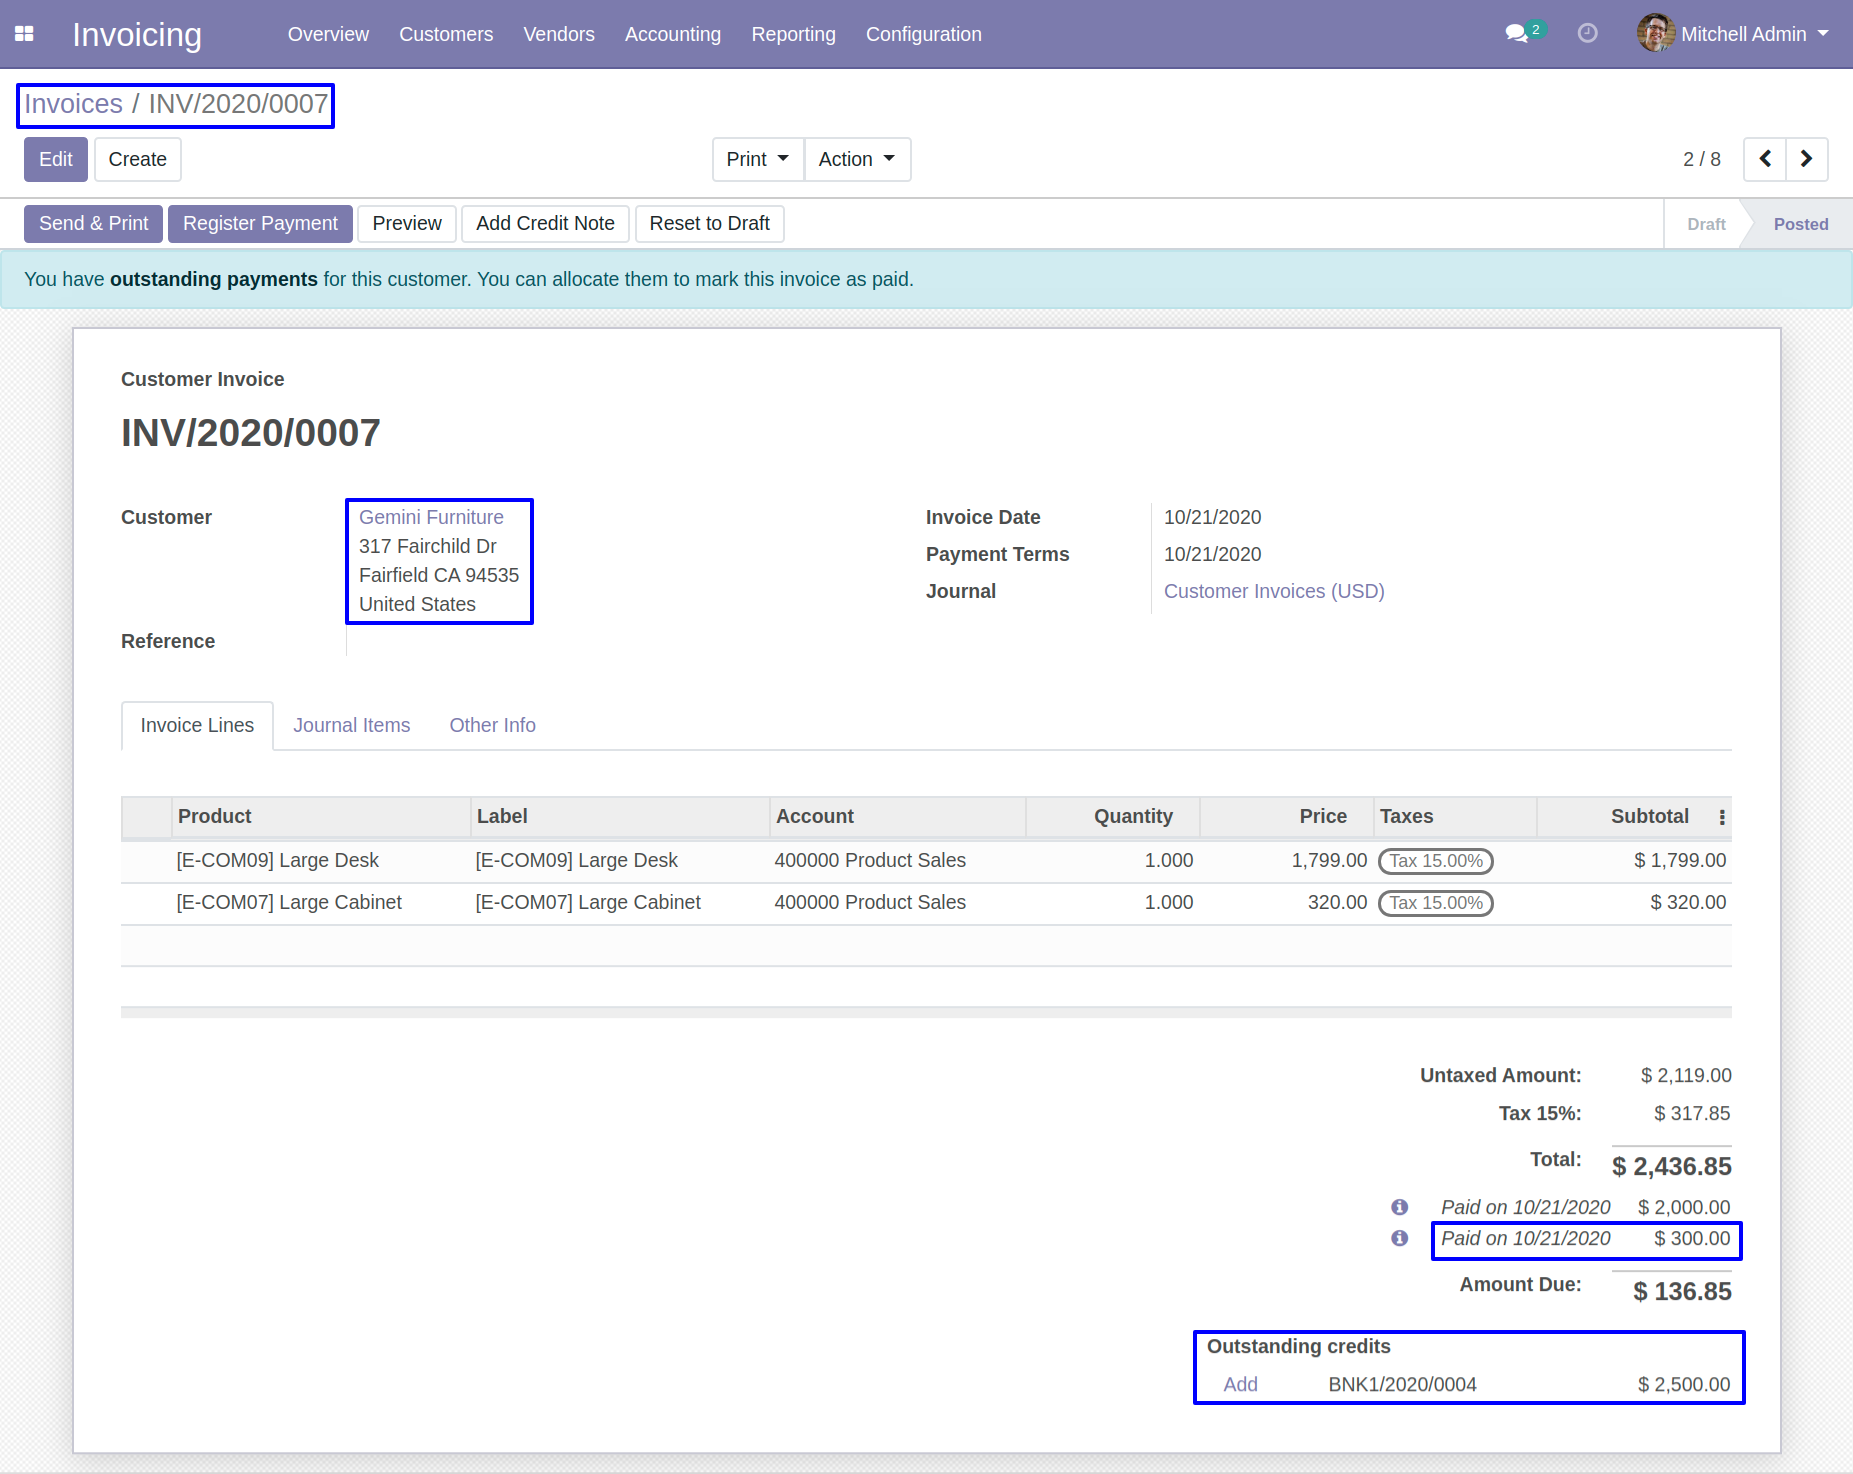 Invoicing Overview Customers Vendors Accounting Reporting Configuration 2 Mitchell Admin
Invoices / INV/2020/0007
Edit Create Print Action 2 / 8
Send & Print Register Payment Preview Add Credit Note Reset to Draft Draft Posted
You have outstanding payments for this customer. You can allocate them to mark this invoice as paid.
Customer Invoice
INV/2020/0007
Customer Gemini Furniture
317 Fairchild Dr
Fairfield CA 94535
United States
Reference
Invoice Date 10/21/2020
Payment Terms 10/21/2020
Journal Customer Invoices (USD)
Invoice Lines Journal Items Other Info
Product Label Account Quantity Price Taxes Subtotal
[E-COM09] Large Desk [E-COM09] Large Desk 400000 Product Sales 1.000 1,799.00 Tax 15.00% $ 1,799.00
[E-COM07] Large Cabinet [E-COM07] Large Cabinet 400000 Product Sales 1.000 320.00 Tax 15.00% $ 320.00
Untaxed Amount: $ 2,119.00
Tax 15%: $ 317.85
Total: $ 2,436.85
Paid on 10/21/2020 $ 2,000.00
Paid on 10/21/2020 $ 300.00
Amount Due: $ 136.85
Outstanding credits
Add BNK1/2020/0004 $ 2,500.00